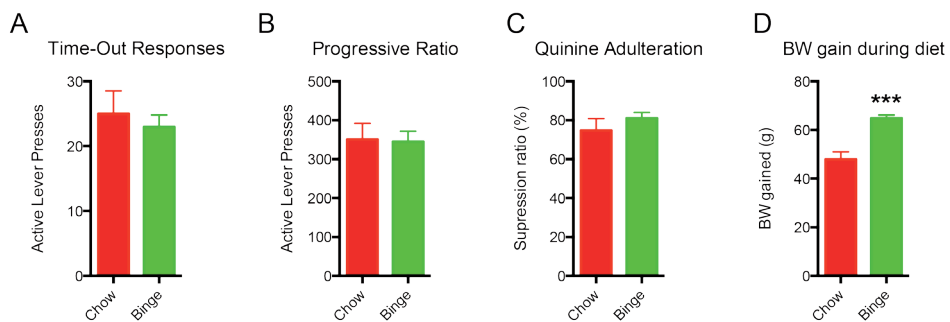 A
Time-Out Responses
Active Lever Presses
30
20
10
0
Chow
Binge
B
Progressive Ratio
Active Lever Presses
500
400
300
200
100
0
Chow
Binge
C
Quinine Adulteration
Supression ratio (%)
100
80
60
40
20
0
Chow
Binge
D
BW gain during diet
BW gained (g)
80
60
40
20
0
***
Chow
Binge